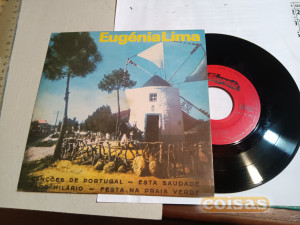 Eugénia Lima
CANÇÕES DE PORTUGAL — ESTA SAUDADE
HILÁRIO — FESTA NA PRAIA VERDE
coisas